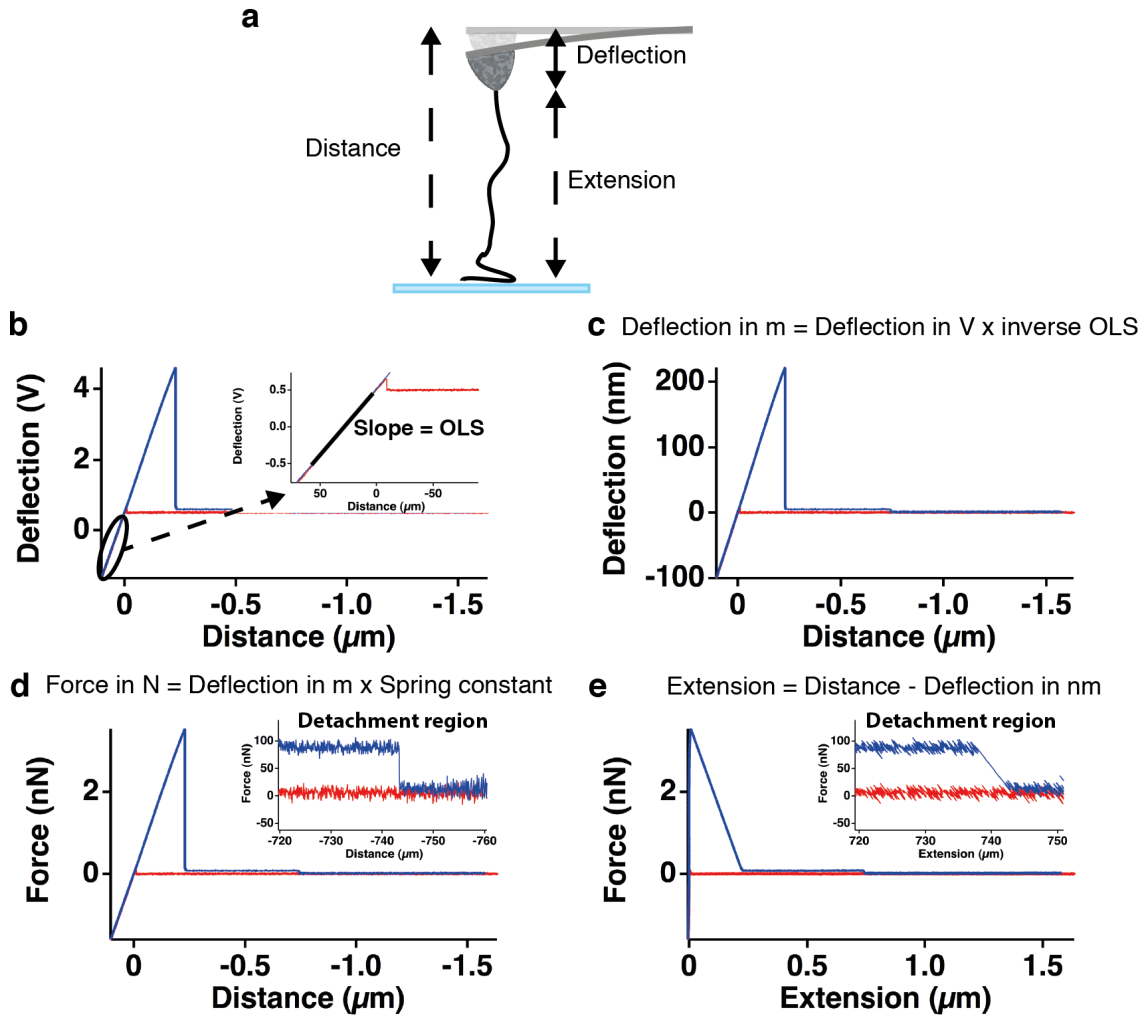 a
Deflection
Distance
Extension
b
Deflection (V)
4
2
0
0 -0.5 -1.0 -1.5
Distance (µm)
Deflection (V)
0.5
0.0
-0.5
Slope = OLS
50 0 -50
Distance (µm)
c Deflection in m = Deflection in V x inverse OLS
Deflection (nm)
200
100
0
-100
0 -0.5 -1.0 -1.5
Distance (µm)
d Force in N = Deflection in m x Spring constant
Force (nN)
2
0
0 -0.5 -1.0 -1.5
Distance (µm)
Detachment region
Force (nN)
100
50
0
-50
-720 -730 -740 -750 -760
Distance (µm)
e Extension = Distance - Deflection in nm
Force (nN)
2
0
0 0.5 1.0 1.5
Extension (µm)
Detachment region
Force (nN)
100
50
0
-50
720 730 740 750
Extension (µm)